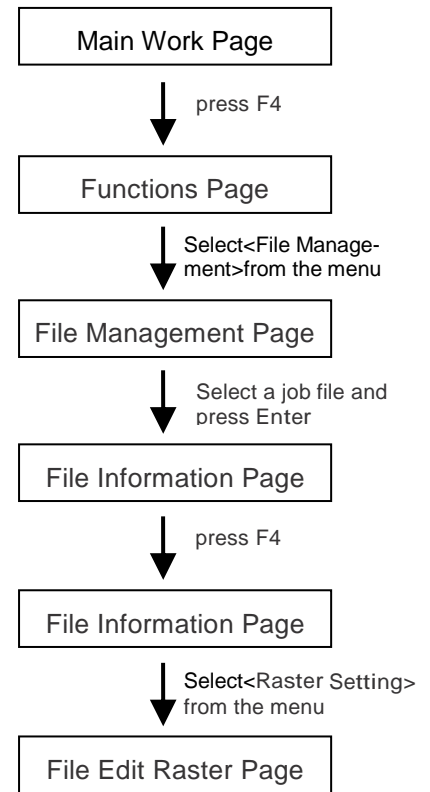 Main Work Page
press F4
Functions Page
Select<File Manage-
ment>from the menu
File Management Page
Select a job file and
press Enter
File Information Page
press F4
File Information Page
Select<Raster Setting>
from the menu
File Edit Raster Page